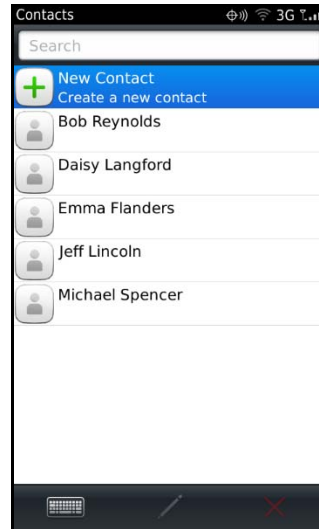 Contacts 3G
Search
New Contact
Create a new contact
Bob Reynolds
Daisy Langford
Emma Flanders
Jeff Lincoln
Michael Spencer